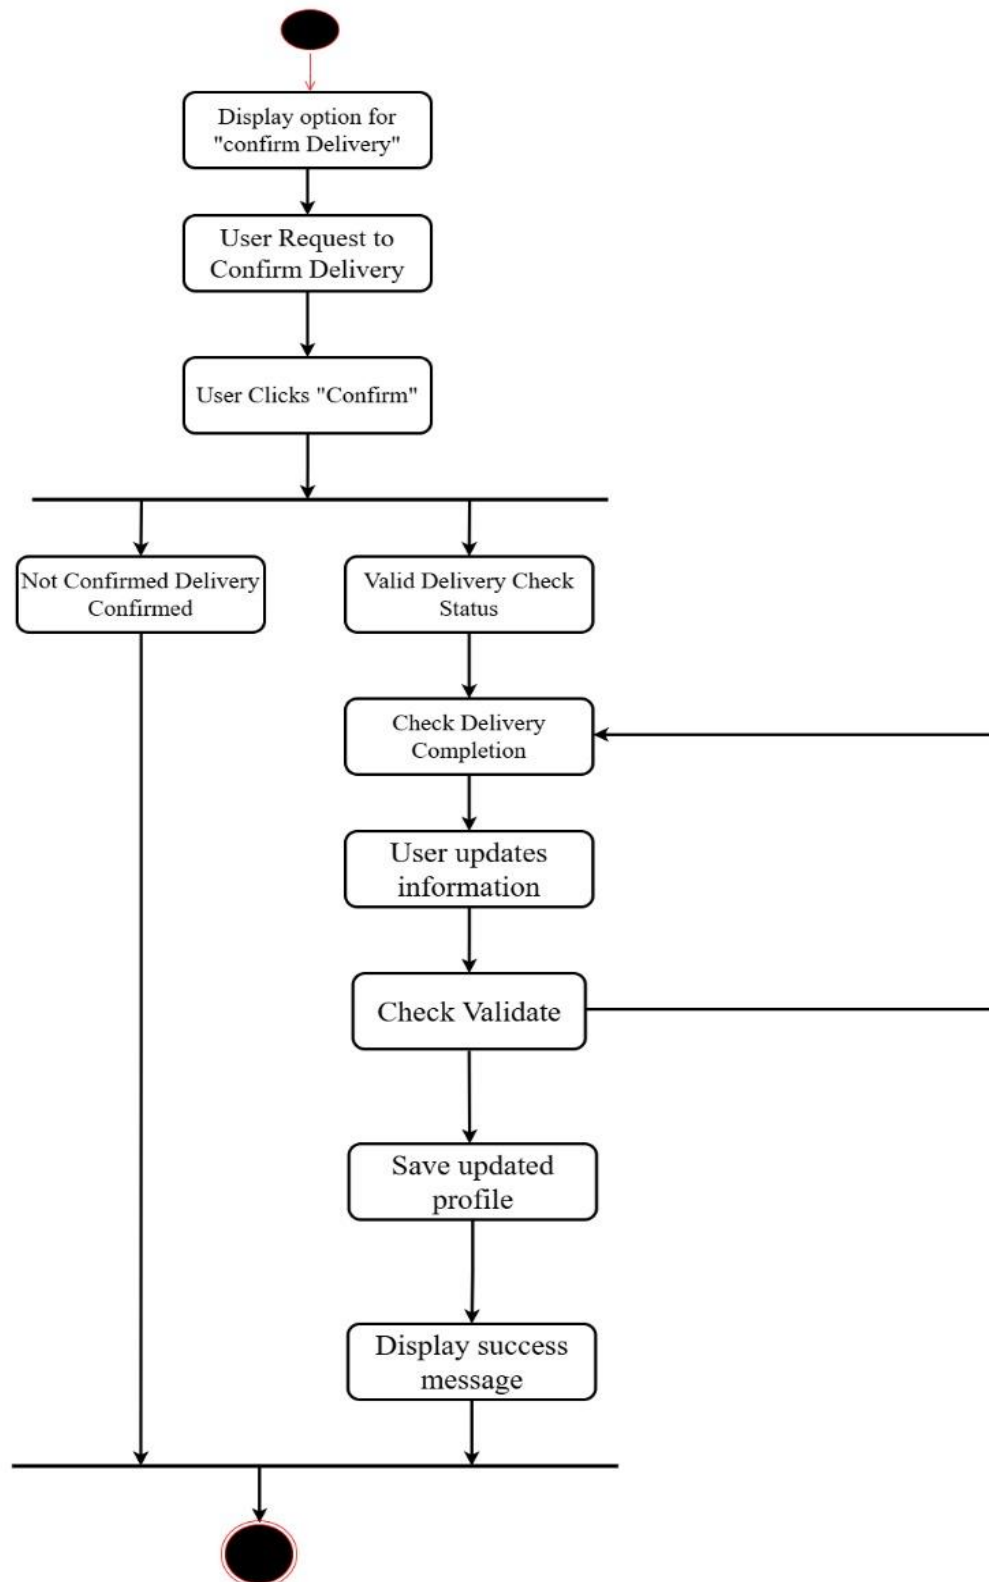 Display option for
"confirm Delivery"
User Request to
Confirm Delivery
User Clicks "Confirm"
Not Confirmed Delivery
Confirmed
Valid Delivery Check
Status
Check Delivery
Completion
User updates
information
Check Validate
Save updated
profile
Display success
message